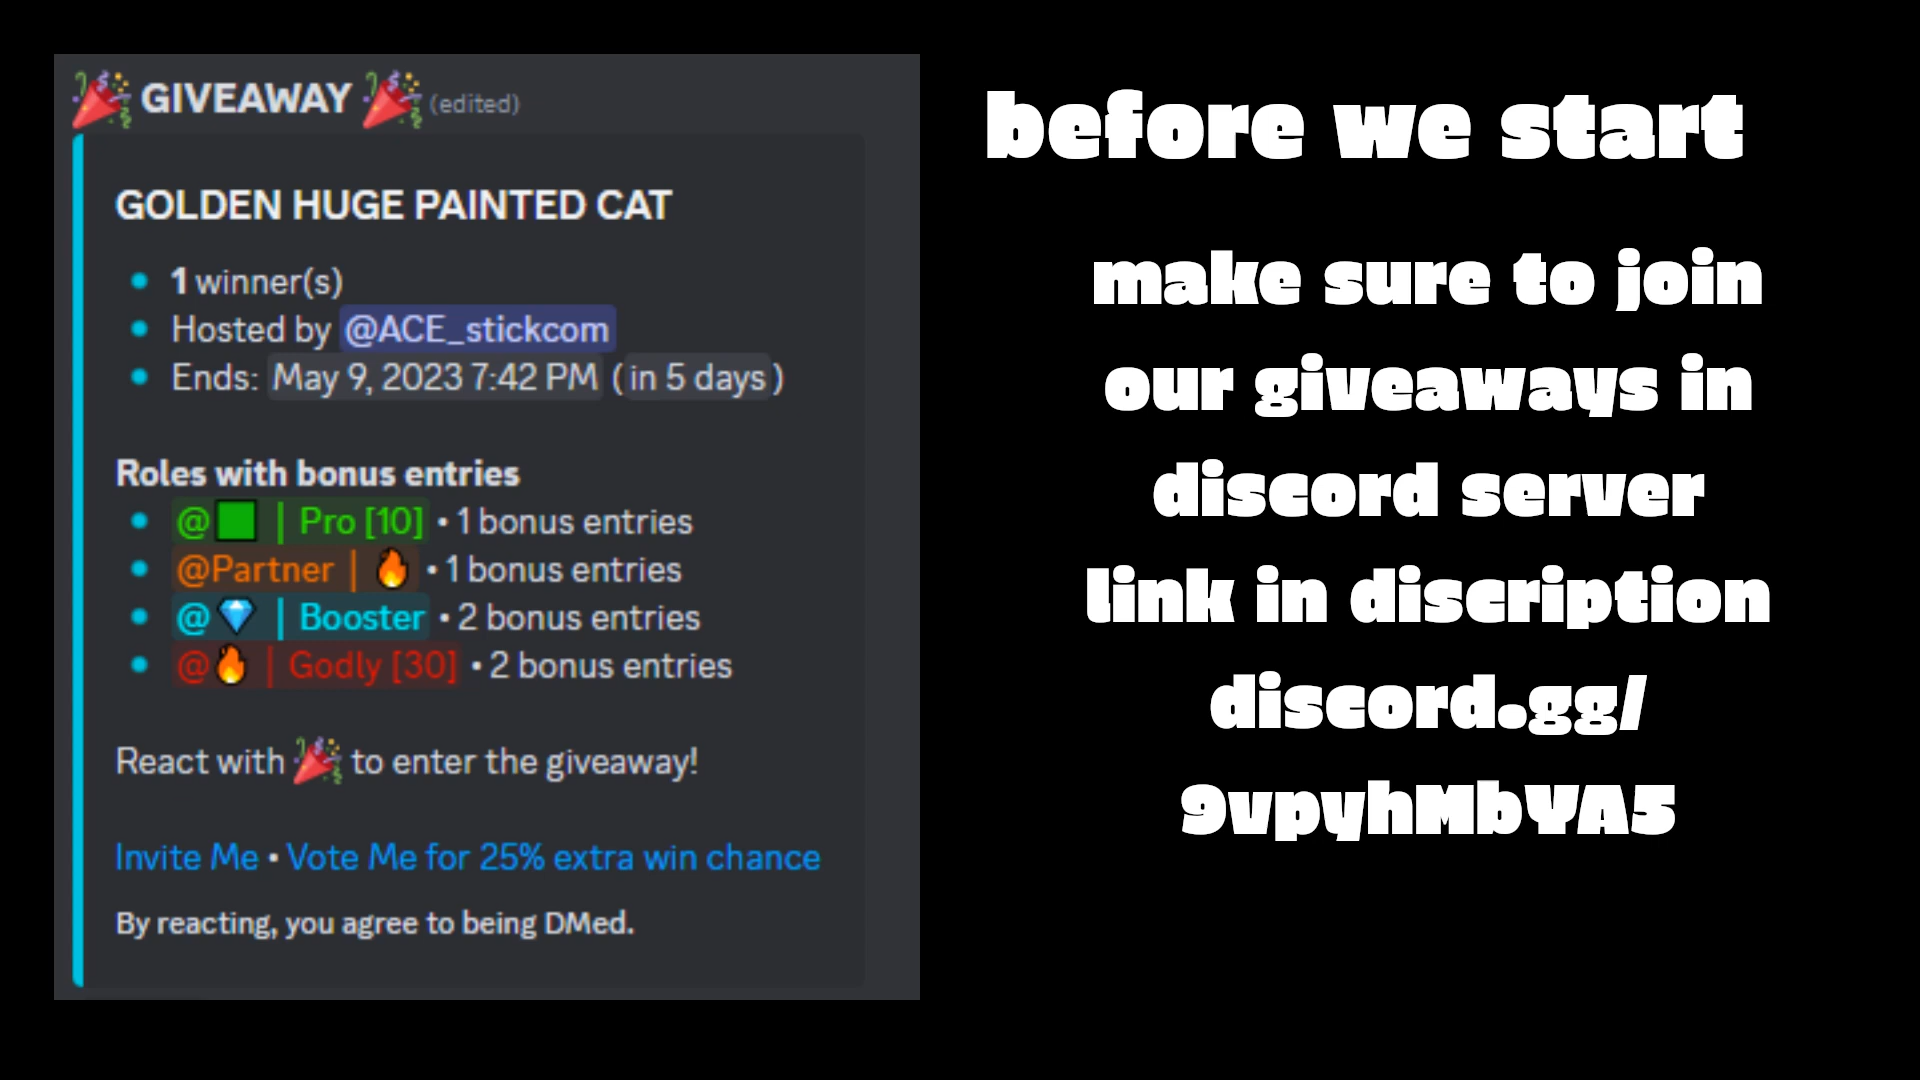 🎉 GIVEAWAY 🎉 (edited)
GOLDEN HUGE PAINTED CAT
• 1 winner(s)
• Hosted by @ACE_stickcom
• Ends: May 9, 2023 7:42 PM (in 5 days)
Roles with bonus entries
• @🟩 | Pro [10] • 1 bonus entries
• @Partner | 🔥 • 1 bonus entries
• @💎 | Booster • 2 bonus entries
• @🔥 | Godly [30] • 2 bonus entries
React with 🎉 to enter the giveaway!
Invite Me • Vote Me for 25% extra win chance
By reacting, you agree to being DMed.
before we start
make sure to join
our giveaways in
discord server
link in discription
discord.gg/
9vpyhMbYA5